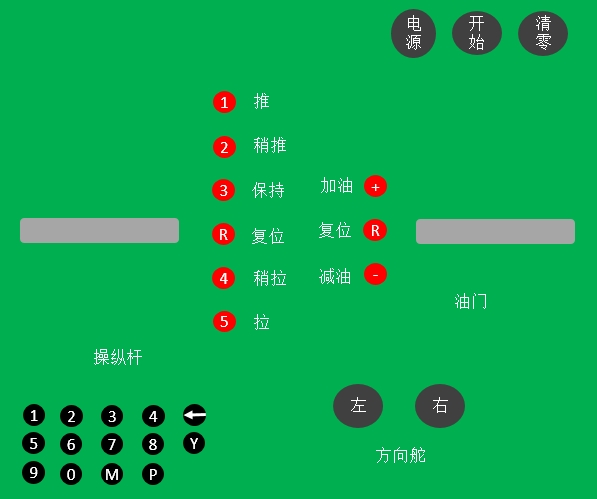 电源
开始
清零
1 推
2 稍推
3 保持
加油 +
R 复位
复位 R
4 稍拉
减油 -
油门
5 拉
操纵杆
1 2 3 4
左 右
5 6 7 8 Y
方向舵
9 0 M P